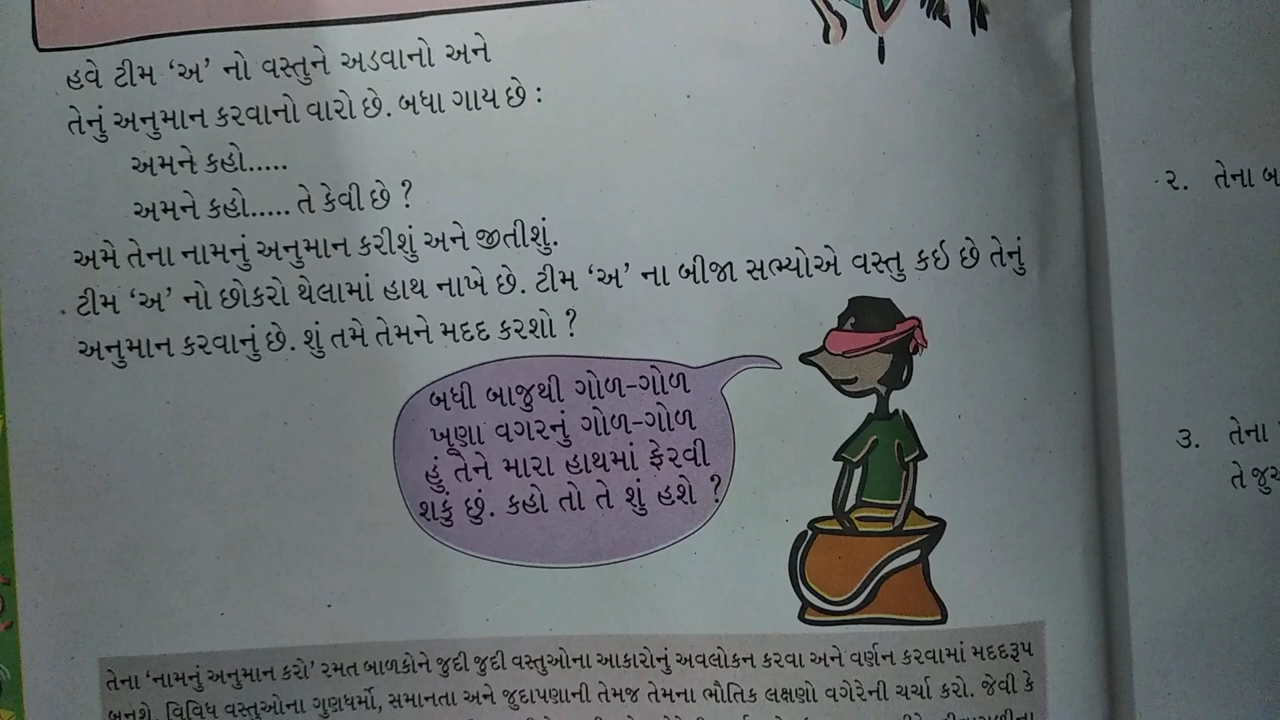 હવે ટીમ ‘અ’ નો વસ્તુને અડવાનો અને
તેનું અનુમાન કરવાનો વારો છે. બધા ગાય છે :
અમને કહો.....
અમને કહો..... તે કેવી છે ?
અમે તેના નામનું અનુમાન કરીશું અને જીતીશું.
ટીમ ‘અ’ નો છોકરો થેલામાં હાથ નાખે છે. ટીમ ‘અ’ ના બીજા સભ્યોએ વસ્તુ કઇ છે તેનું
અનુમાન કરવાનું છે. શું તમે તેમને મદદ કરશો ?
બધી બાજુથી ગોળ-ગોળ
ખૂણા વગરનું ગોળ-ગોળ
હું તેને મારા હાથમાં ફેરવી
શકું છું. કહો તો તે શું હશે ?
તેના ‘નામનું અનુમાન કરો’ રમત બાળકોને જુદી જુદી વસ્તુઓના આકારોનું અવલોકન કરવા અને વર્ણન કરવામાં મદદરૂપ
બનશે. વિવિધ વસ્તુઓના ગુણધર્મો, સમાનતા અને જુદાપણાની તેમજ તેમના ભૌતિક લક્ષણો વગેરેની ચર્ચા કરો. જેવી કે
૨. તેના
૩. તેના
તે